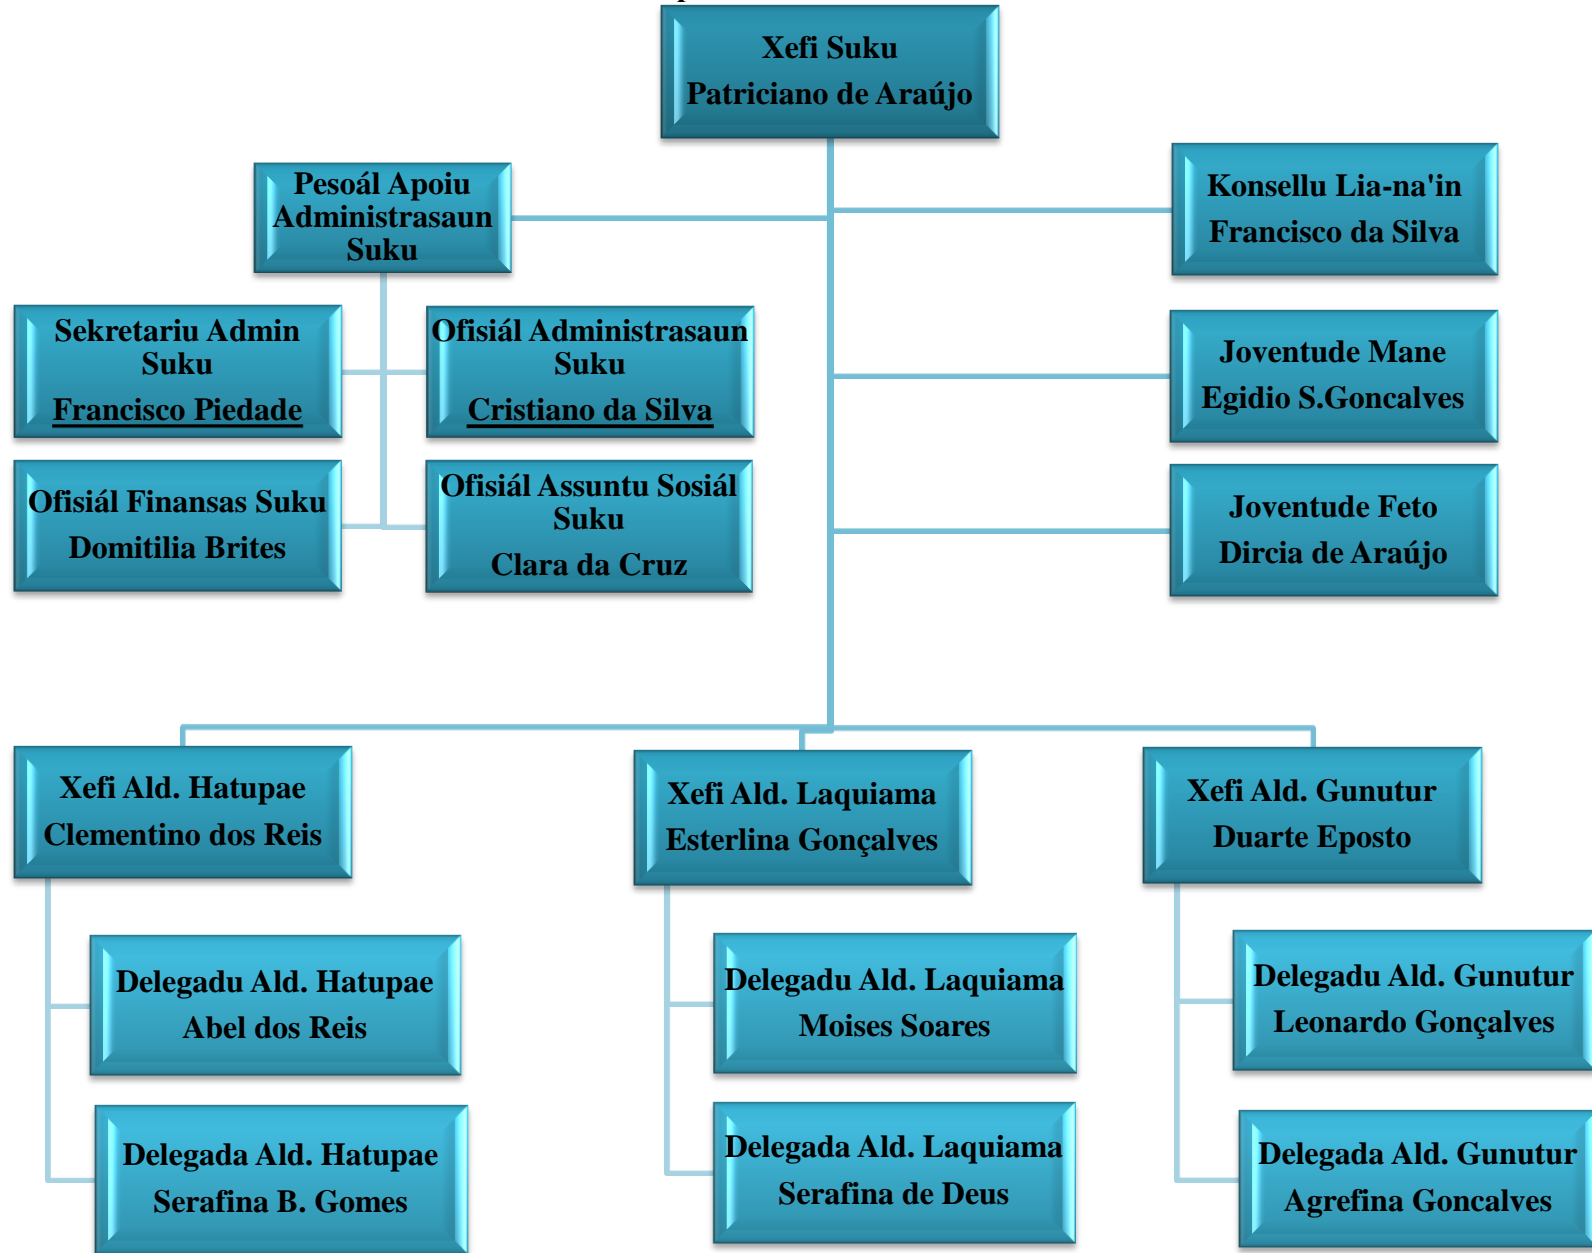 Xefi Suku
Patriciano de Araújo
Pesoál Apoiu
Administrasaun
Suku
Konsellu Lia-na'in
Francisco da Silva
Sekretariu Admin
Suku
Francisco Piedade
Ofisiál Administrasaun
Suku
Cristiano da Silva
Joventude Mane
Egidio S.Goncalves
Ofisiál Finansas Suku
Domitilia Brites
Ofisiál Assuntu Sosiál
Suku
Clara da Cruz
Joventude Feto
Dircia de Araújo
Xefi Ald. Hatupae
Clementino dos Reis
Xefi Ald. Laquiama
Esterlina Gonçalves
Xefi Ald. Gunutur
Duarte Eposto
Delegadu Ald. Hatupae
Abel dos Reis
Delegadu Ald. Laquiama
Moises Soares
Delegadu Ald. Gunutur
Leonardo Gonçalves
Delegada Ald. Hatupae
Serafina B. Gomes
Delegada Ald. Laquiama
Serafina de Deus
Delegada Ald. Gunutur
Agrefina Goncalves